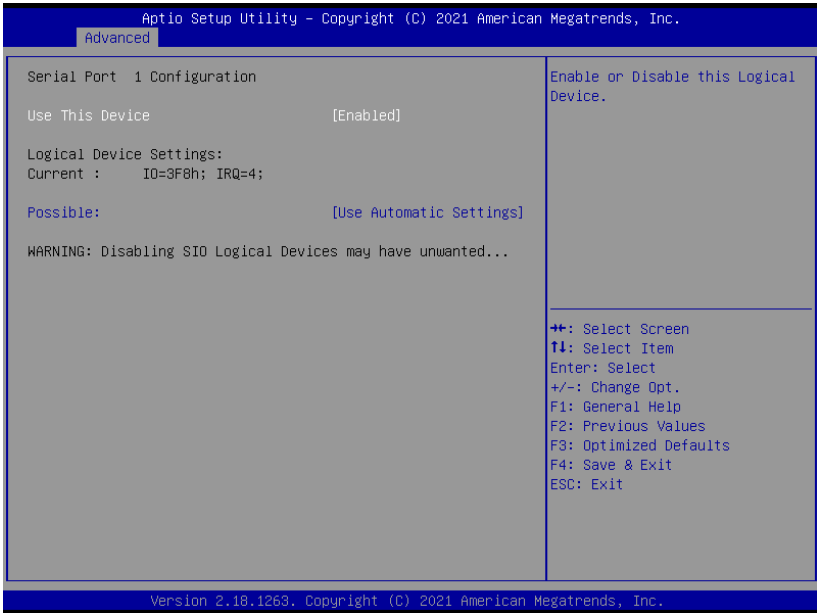 Aptio Setup Utility – Copyright (C) 2021 American Megatrends, Inc.
Advanced
Serial Port 1 Configuration
Use This Device [Enabled]
Logical Device Settings:
Current : IO=3F8h; IRQ=4;
Possible: [Use Automatic Settings]
WARNING: Disabling SIO Logical Devices may have unwanted...
Enable or Disable this Logical
Device.
→←: Select Screen
↑↓: Select Item
Enter: Select
+/-: Change Opt.
F1: General Help
F2: Previous Values
F3: Optimized Defaults
F4: Save & Exit
ESC: Exit
Version 2.18.1263. Copyright (C) 2021 American Megatrends, Inc.